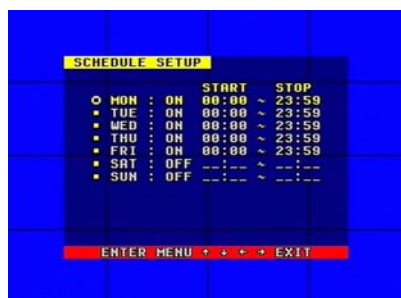 SCHEDULE SETUP
START STOP
MON : ON 00:00 ~ 23:59
TUE : ON 00:00 ~ 23:59
WED : ON 00:00 ~ 23:59
THU : ON 00:00 ~ 23:59
FRI : ON 00:00 ~ 23:59
SAT : OFF __:__ ~ __:__
SUN : OFF __:__ ~ __:__
ENTER MENU ↑ ↓ ← → EXIT